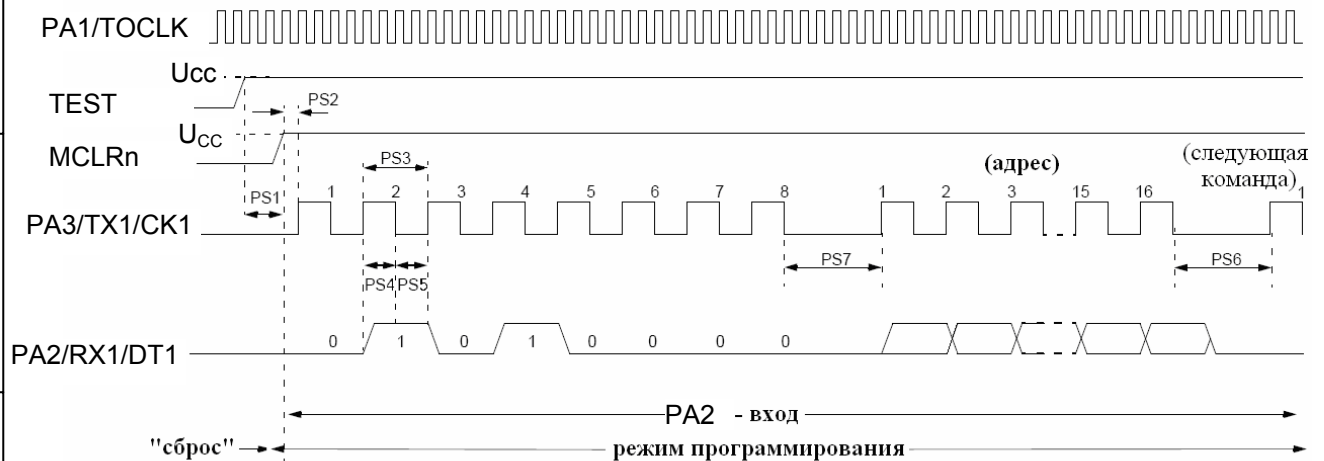 PA1/TOCLK
Ucc
TEST
PS2
UCC
MCLRn
PS3
(адрес)
(следующая
команда)
PS1
1 2 3 4 5 6 7 8 1 2 3 15 16 1
PA3/TX1/CK1
PS4 PS5
PS7
PS6
0 1 0 1 0 0 0 0
PA2/RX1/DT1
PA2 - вход
"сброс"
режим программирования